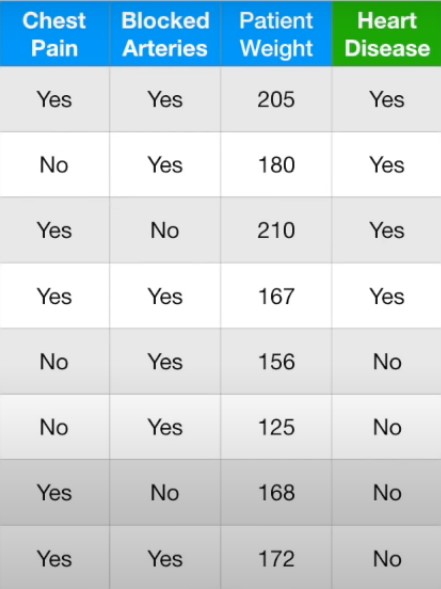 Chest Pain Blocked Arteries Patient Weight Heart Disease
Yes Yes 205 Yes
No Yes 180 Yes
Yes No 210 Yes
Yes Yes 167 Yes
No Yes 156 No
No Yes 125 No
Yes No 168 No
Yes Yes 172 No